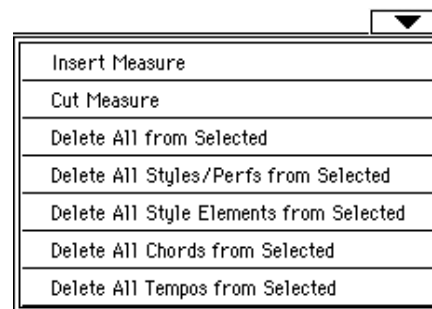 Insert Measure
Cut Measure
Delete All from Selected
Delete All Styles/Perfs from Selected
Delete All Style Elements from Selected
Delete All Chords from Selected
Delete All Tempos from Selected